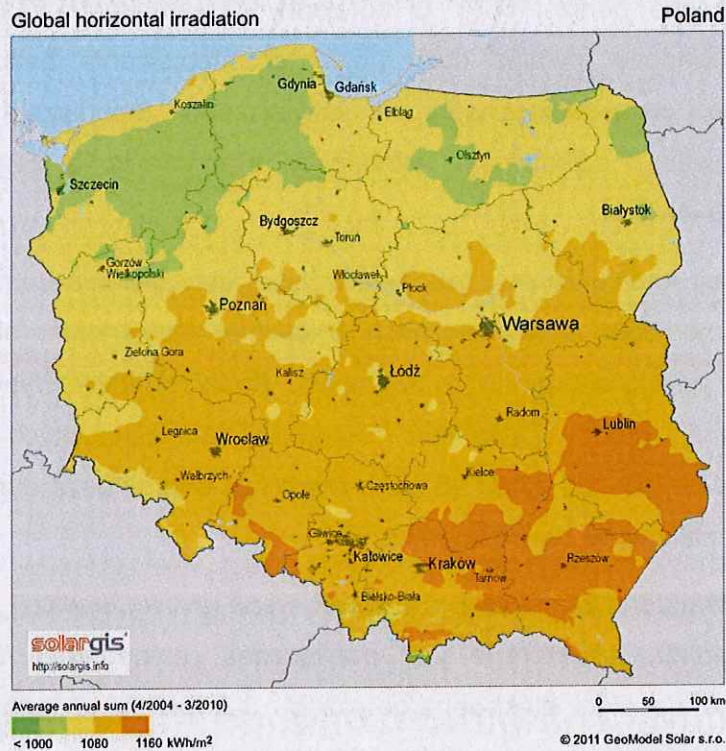 Global horizontal irradiation
Poland
Gdynia
Gdańsk
Koszalin
Elbląg
Olsztyn
Szczecin
Białystok
Bydgoszcz
Toruń
Gorzów
Wielkopolski
Włocławek
Płock
Poznań
Warsawa
Zielona Gora
Kalisz
Łódź
Radom
Lublin
Legnica
Wrocław
Wałbrzych
Kielce
Opole
Częstochowa
Gliwice
Katowice
Kraków
Tarnów
Rzeszów
Bielsko-Biała
solargis
http://solargis.info
Average annual sum (4/2004 - 3/2010)
0 50 100 km
< 1000 1080 1160 kWh/m²
© 2011 GeoModel Solar s.r.o.